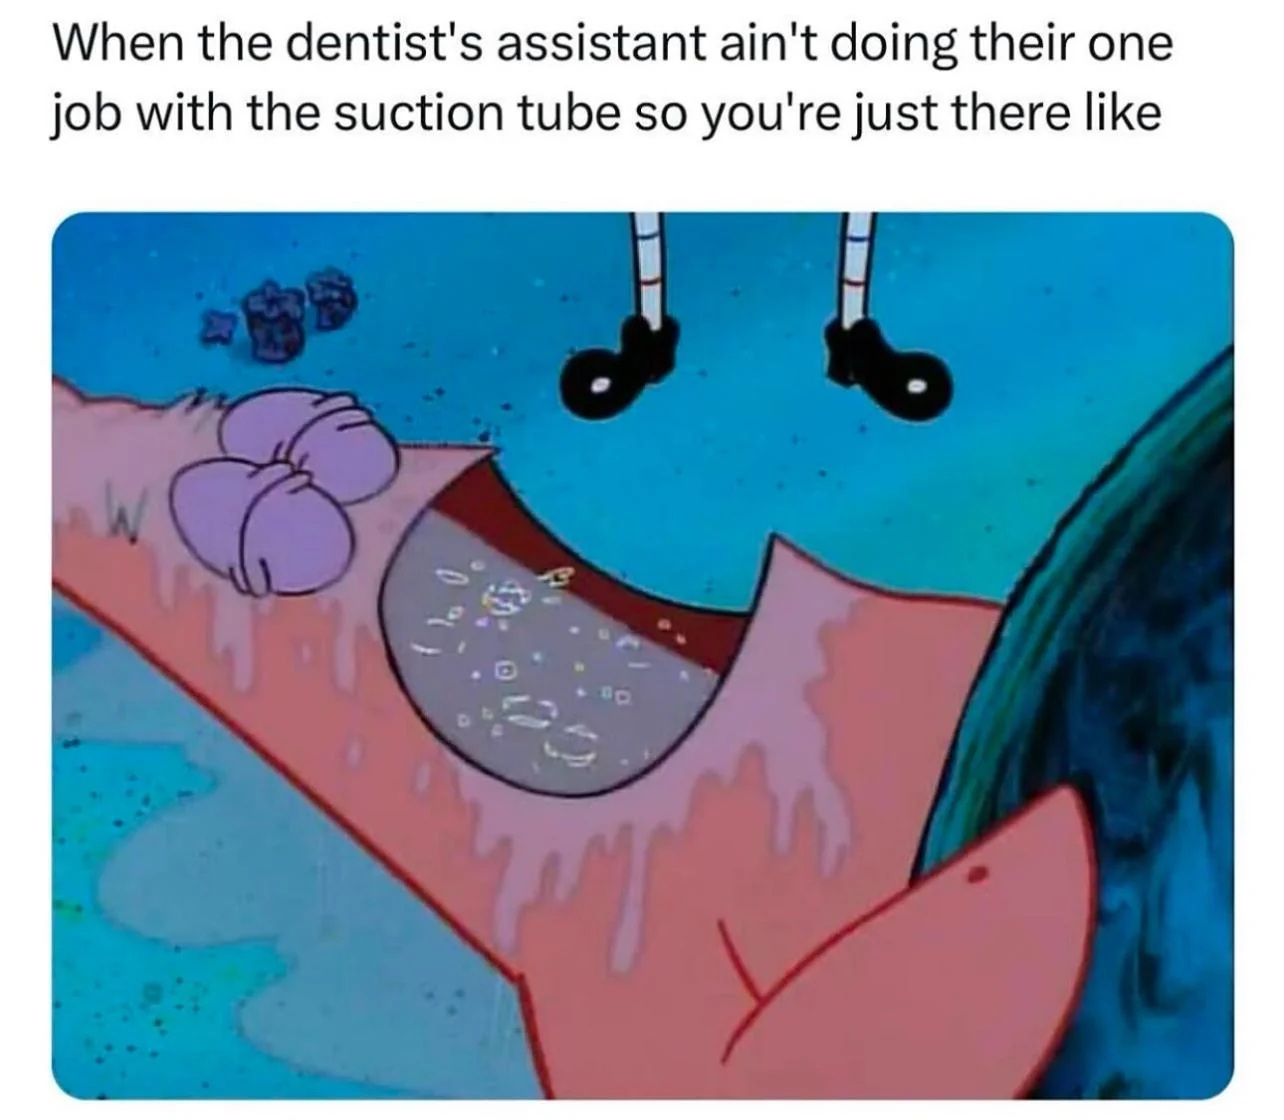 When the dentist's assistant ain't doing their one
job with the suction tube so you're just there like